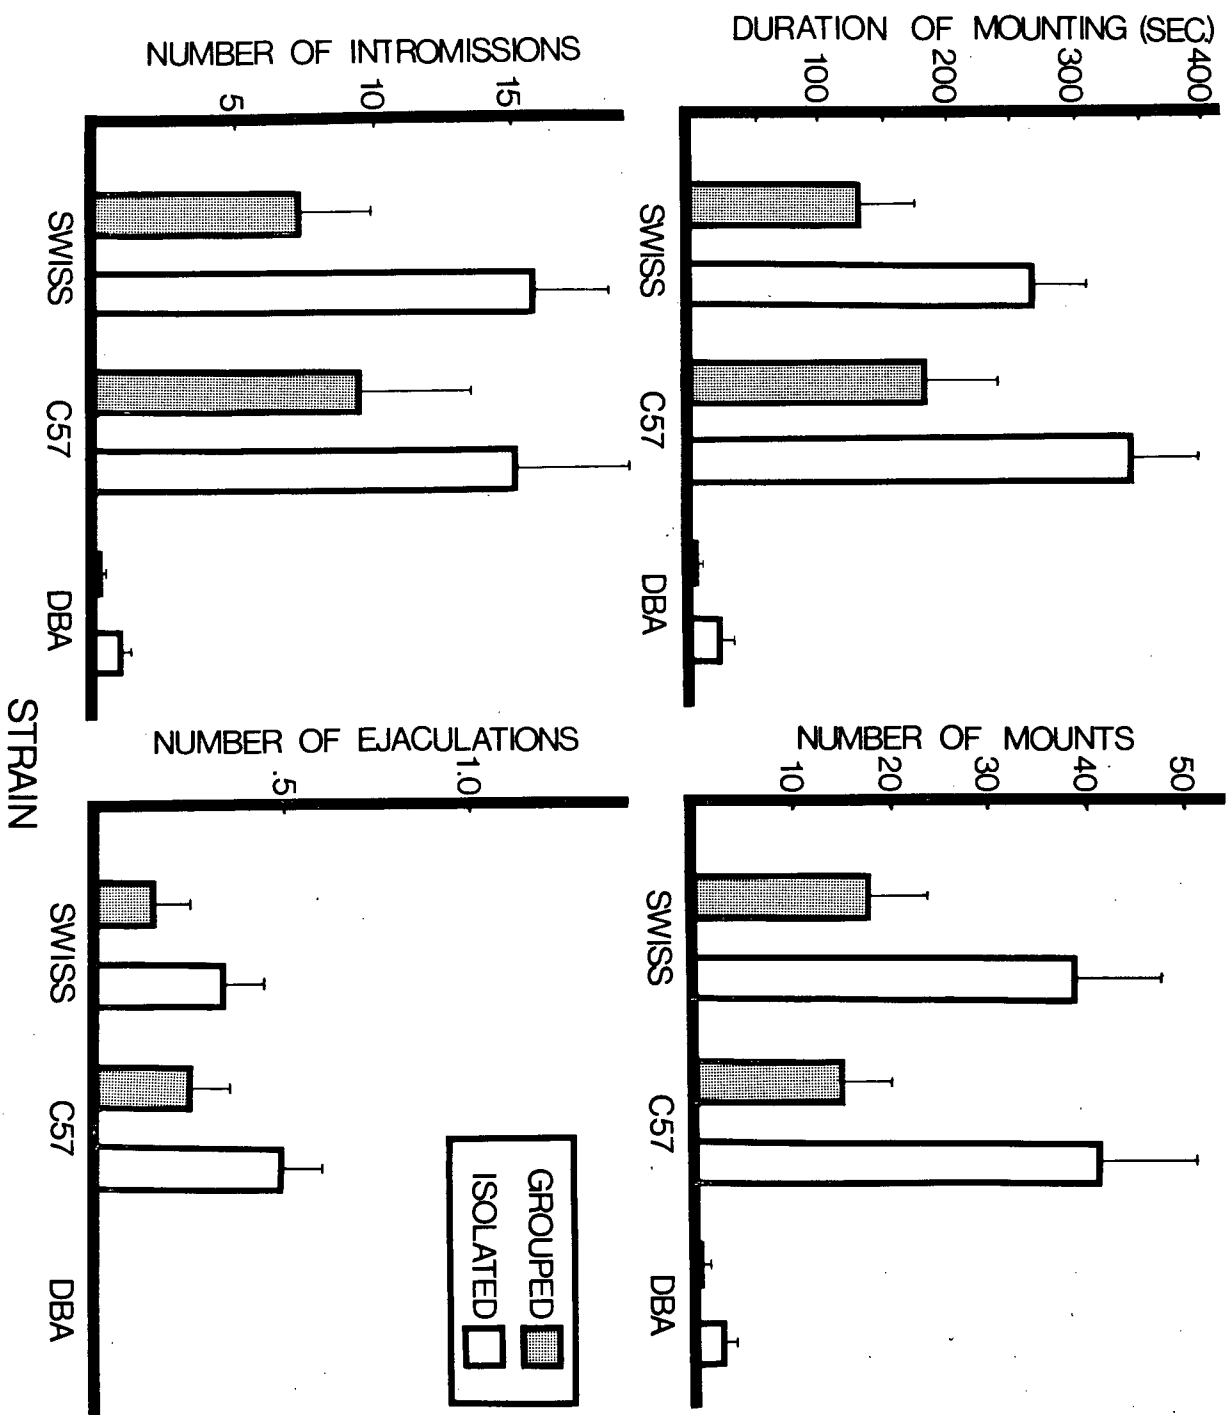 DURATION OF MOUNTING (SEC.)
100
200
300
400
SWISS
C57
DBA
NUMBER OF MOUNTS
10
20
30
40
50
SWISS
C57
DBA
NUMBER OF INTROMISSIONS
5
10
15
SWISS
C57
DBA
NUMBER OF EJACULATIONS
.5
1.0
SWISS
C57
DBA
GROUPED
ISOLATED
STRAIN